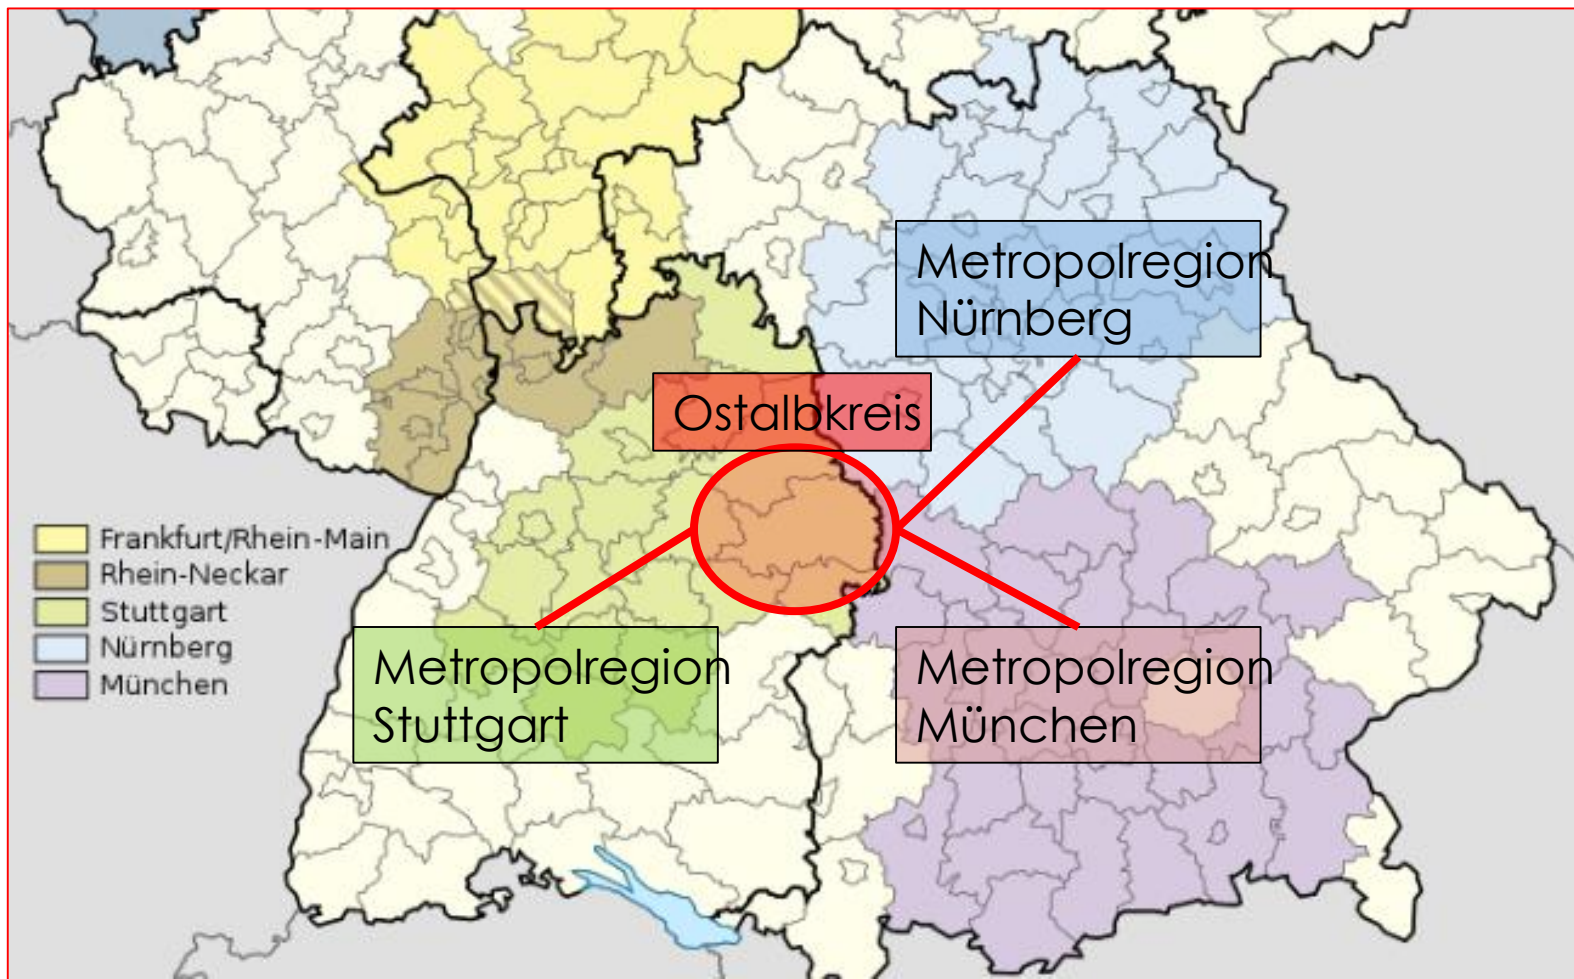 Metropolregion
Nürnberg
Ostalbkreis
Frankfurt/Rhein-Main
Rhein-Neckar
Stuttgart
Nürnberg
München
Metropolregion
Stuttgart
Metropolregion
München